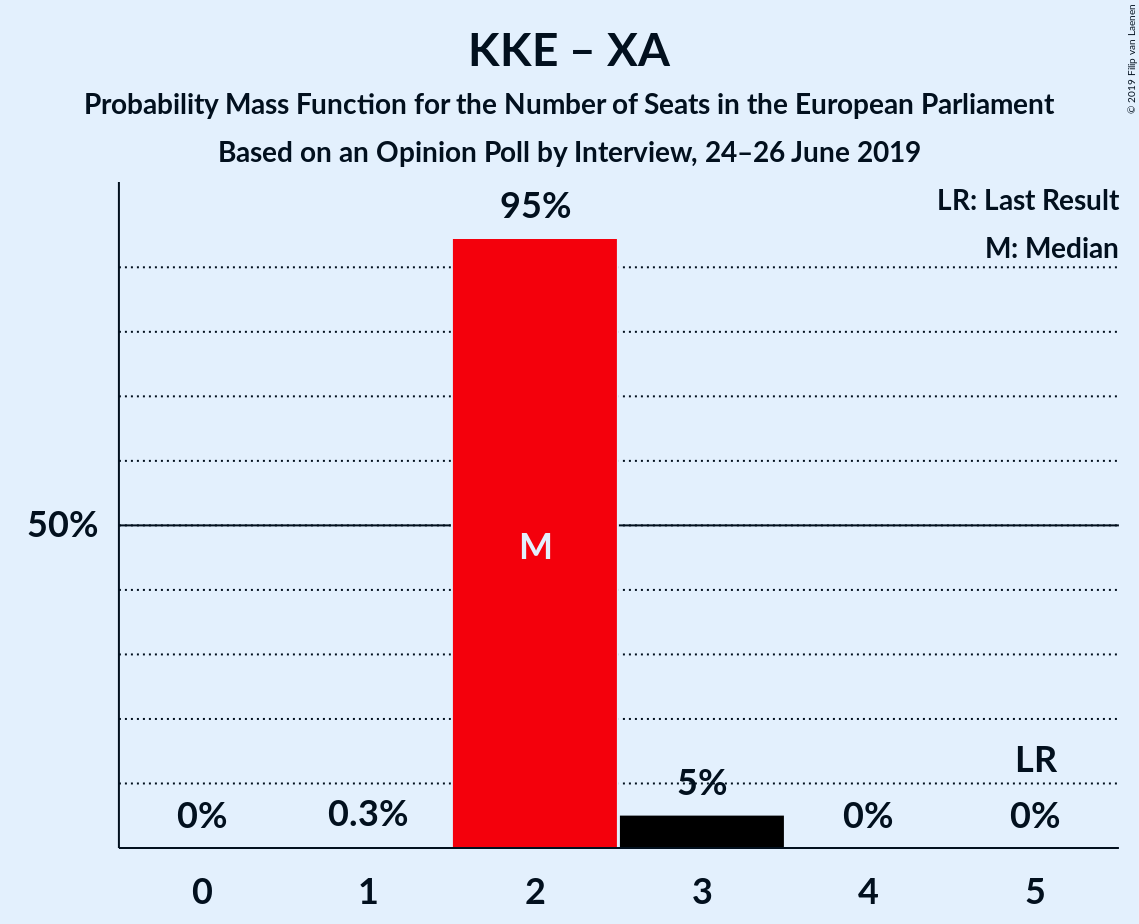 KKE – XA
Probability Mass Function for the Number of Seats in the European Parliament
Based on an Opinion Poll by Interview, 24–26 June 2019
© 2019 Filip van Laenen
LR: Last Result
M: Median
95%
50%
M
LR
5%
0%
0.3%
0%
0%
0
1
2
3
4
5